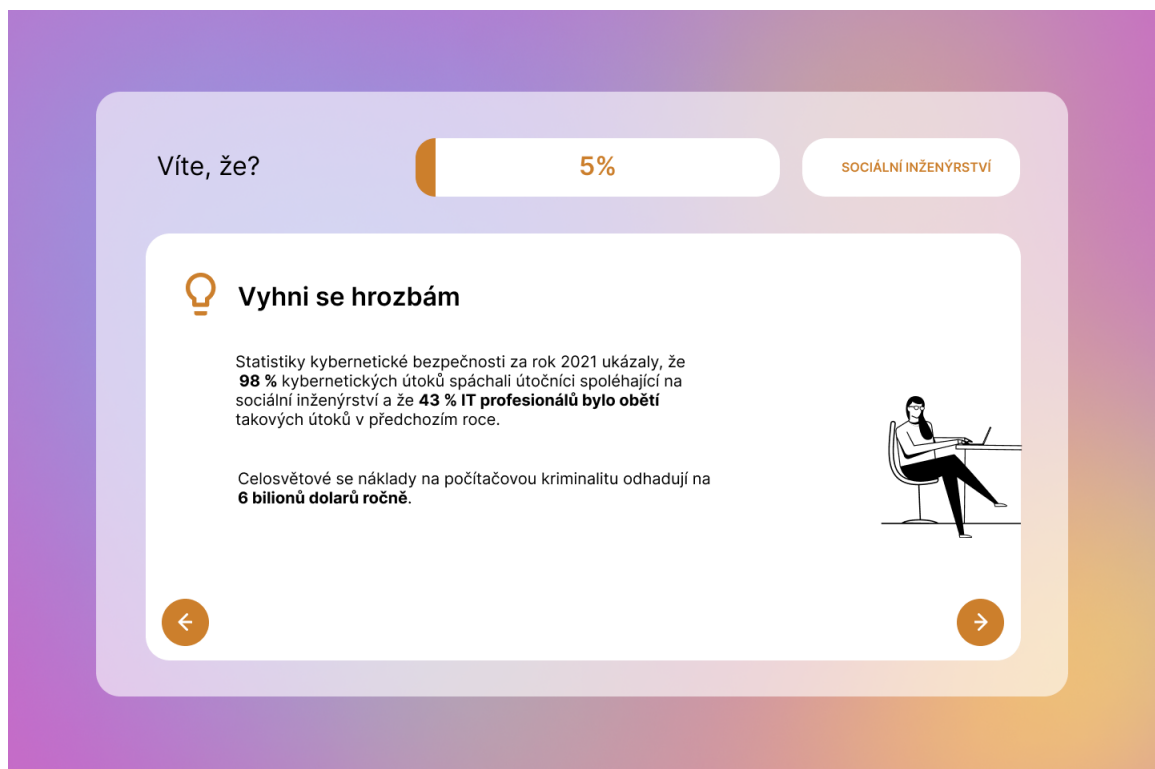 Víte, že?
5%
SOCIÁLNÍ INŽENÝRSTVÍ
Vyhni se hrozbám
Statistiky kybernetické bezpečnosti za rok 2021 ukázaly, že
98 % kybernetických útoků spáchali útočníci spoléhající na
sociální inženýrství a že 43 % IT profesionálů bylo obětí
takových útoků v předchozím roce.
Celosvětové se náklady na počítačovou kriminalitu odhadují na
6 bilionů dolarů ročně.